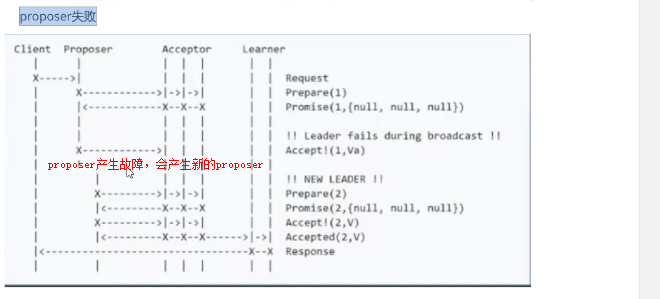 proposer失败
Client Proposer Acceptor Learner
Request
Prepare(1)
Promise(1,{null, null, null})
!! Leader fails during broadcast !!
Accept!(1,Va)
proposer产生故障，会产生新的proposer
!! NEW LEADER !!
Prepare(2)
Promise(2,{null, null, null})
Accept!(2,V)
Accepted(2,V)
Response